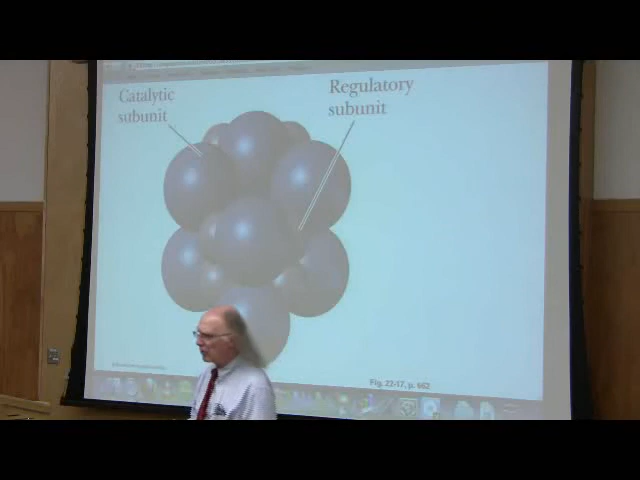 Catalytic
subunit
Regulatory
subunit
Fig. 22-17, p. 662